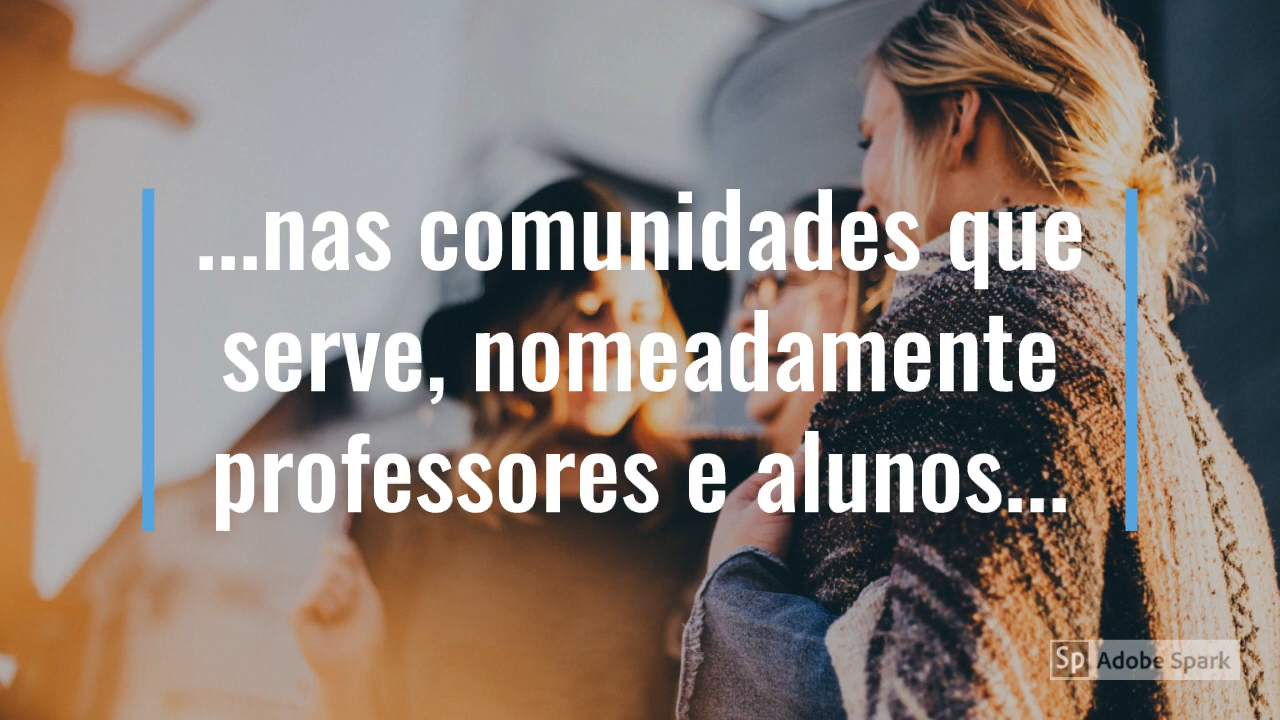 ...nas comunidades que
serve, nomeadamente
professores e alunos...
Sp Adobe Spark